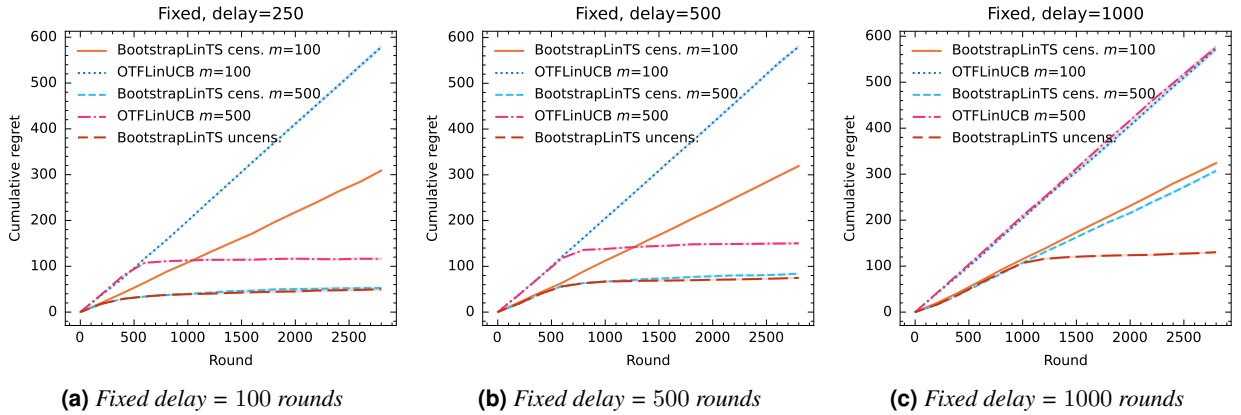 Fixed, delay=250
600
500
400
300
200
100
0
Cumulative regret
BootstrapLinTS cens. m=100
OTFLinUCB m=100
BootstrapLinTS cens. m=500
OTFLinUCB m=500
BootstrapLinTS uncens.
0 500 1000 1500 2000 2500
Round
(a) Fixed delay = 100 rounds
Fixed, delay=500
600
500
400
300
200
100
0
Cumulative regret
BootstrapLinTS cens. m=100
OTFLinUCB m=100
BootstrapLinTS cens. m=500
OTFLinUCB m=500
BootstrapLinTS uncens.
0 500 1000 1500 2000 2500
Round
(b) Fixed delay = 500 rounds
Fixed, delay=1000
600
500
400
300
200
100
0
Cumulative regret
BootstrapLinTS cens. m=100
OTFLinUCB m=100
BootstrapLinTS cens. m=500
OTFLinUCB m=500
BootstrapLinTS uncens.
0 500 1000 1500 2000 2500
Round
(c) Fixed delay = 1000 rounds